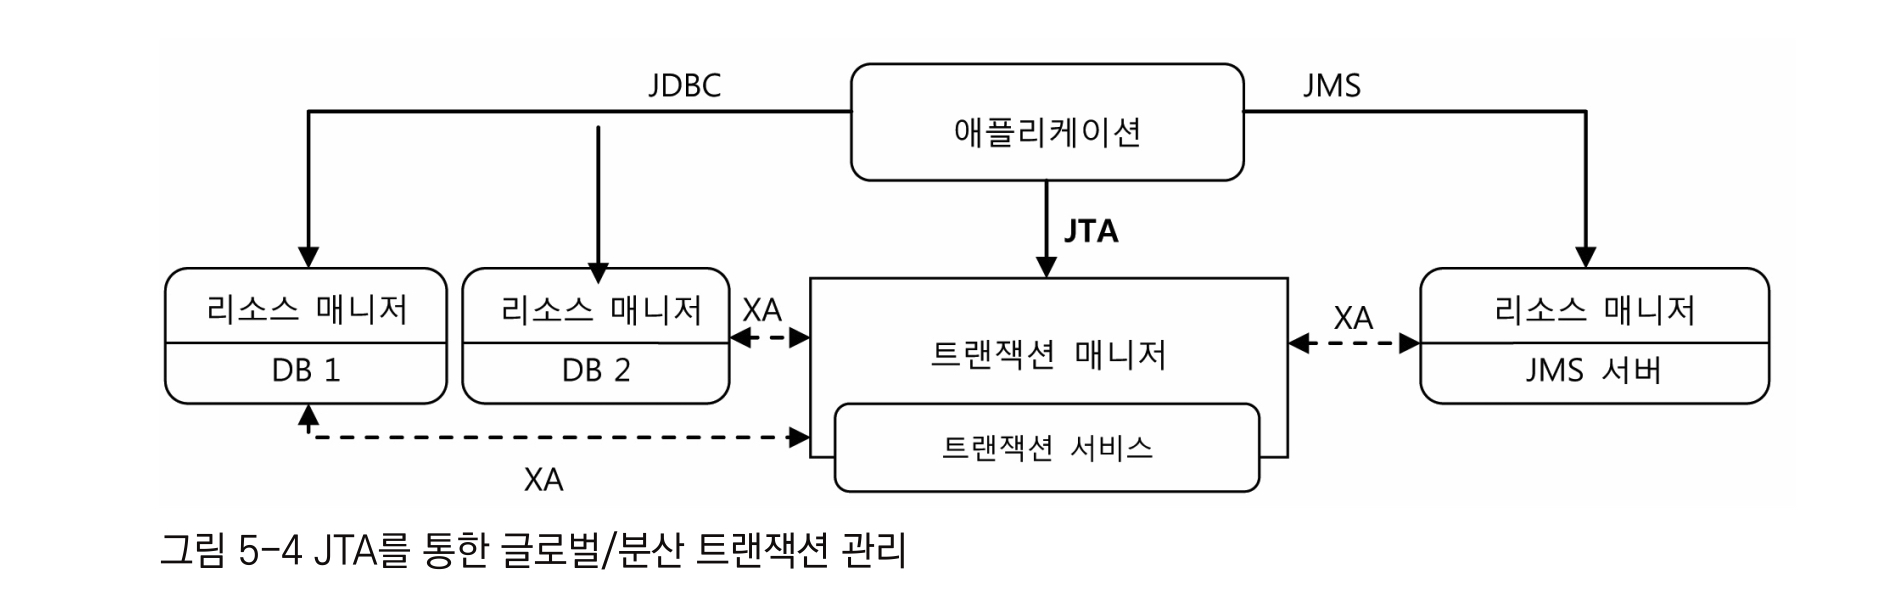 JDBC
애플리케이션
JMS
JTA
리소스 매니저
DB 1
리소스 매니저
DB 2
XA
트랜잭션 매니저
트랜잭션 서비스
XA
리소스 매니저
JMS 서버
XA
그림 5-4 JTA를 통한 글로벌/분산 트랜잭션 관리